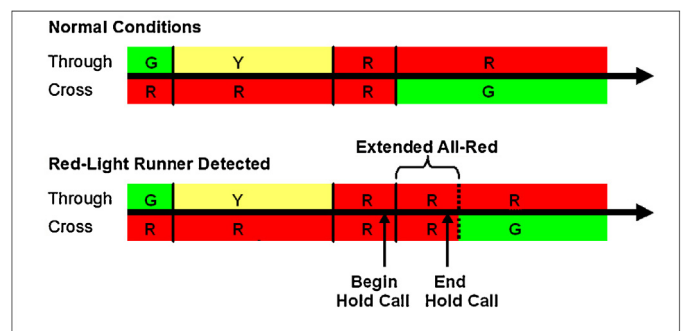 Normal Conditions
Through G Y R R
Cross R R R G
Extended All-Red
Red-Light Runner Detected
Through G Y R R R
Cross R R R R G
Begin Hold Call
End Hold Call